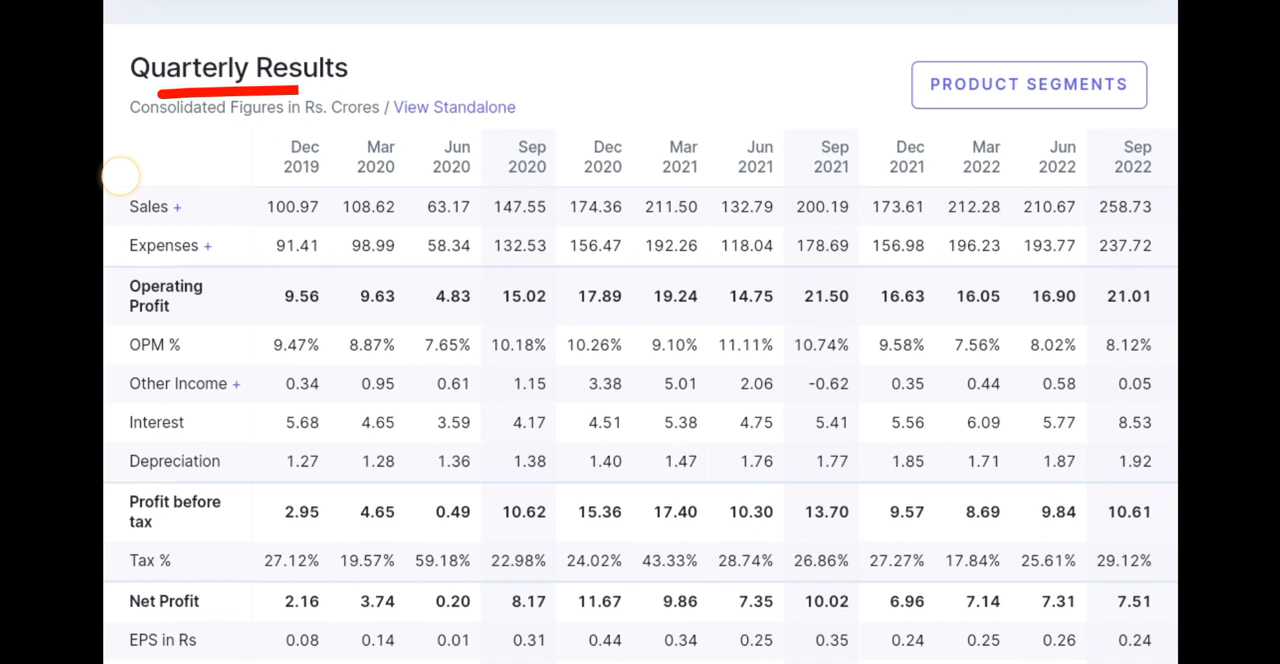 Quarterly Results
PRODUCT SEGMENTS
Consolidated Figures in Rs. Crores / View Standalone
Dec 2019 Mar 2020 Jun 2020 Sep 2020 Dec 2020 Mar 2021 Jun 2021 Sep 2021 Dec 2021 Mar 2022 Jun 2022 Sep 2022
Sales + 100.97 108.62 63.17 147.55 174.36 211.50 132.79 200.19 173.61 212.28 210.67 258.73
Expenses + 91.41 98.99 58.34 132.53 156.47 192.26 118.04 178.69 156.98 196.23 193.77 237.72
Operating Profit 9.56 9.63 4.83 15.02 17.89 19.24 14.75 21.50 16.63 16.05 16.90 21.01
OPM % 9.47% 8.87% 7.65% 10.18% 10.26% 9.10% 11.11% 10.74% 9.58% 7.56% 8.02% 8.12%
Other Income + 0.34 0.95 0.61 1.15 3.38 5.01 2.06 -0.62 0.35 0.44 0.58 0.05
Interest 5.68 4.65 3.59 4.17 4.51 5.38 4.75 5.41 5.56 6.09 5.77 8.53
Depreciation 1.27 1.28 1.36 1.38 1.40 1.47 1.76 1.77 1.85 1.71 1.87 1.92
Profit before tax 2.95 4.65 0.49 10.62 15.36 17.40 10.30 13.70 9.57 8.69 9.84 10.61
Tax % 27.12% 19.57% 59.18% 22.98% 24.02% 43.33% 28.74% 26.86% 27.27% 17.84% 25.61% 29.12%
Net Profit 2.16 3.74 0.20 8.17 11.67 9.86 7.35 10.02 6.96 7.14 7.31 7.51
EPS in Rs 0.08 0.14 0.01 0.31 0.44 0.34 0.25 0.35 0.24 0.25 0.26 0.24